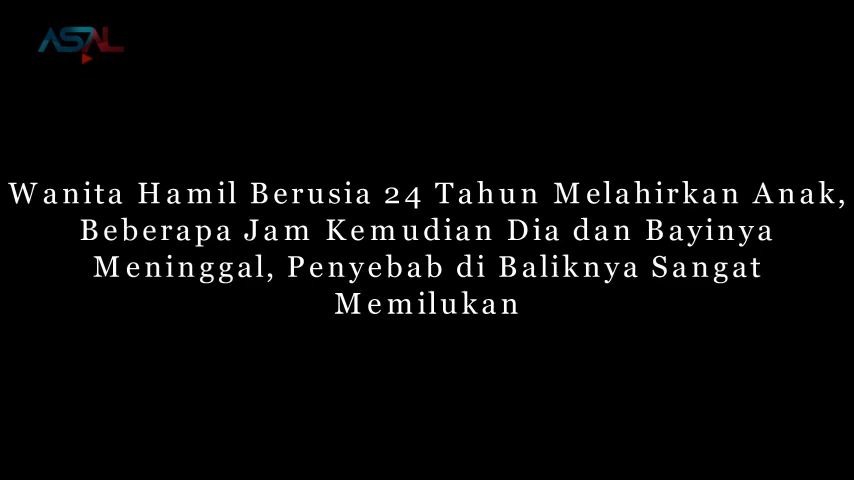 ASAL
Wanita Hamil Berusia 24 Tahun Melahirkan Anak,
Beberapa Jam Kemudian Dia dan Bayinya
Meninggal, Penyebab di Baliknya Sangat
Memilukan